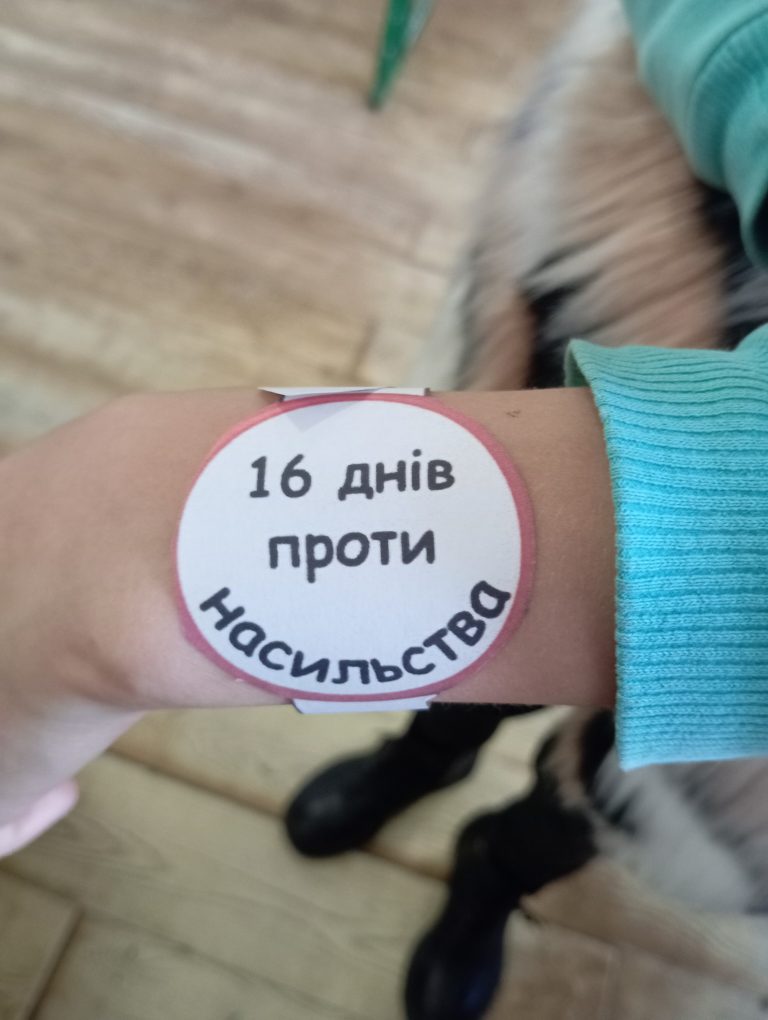 16 днів
проти
насильства